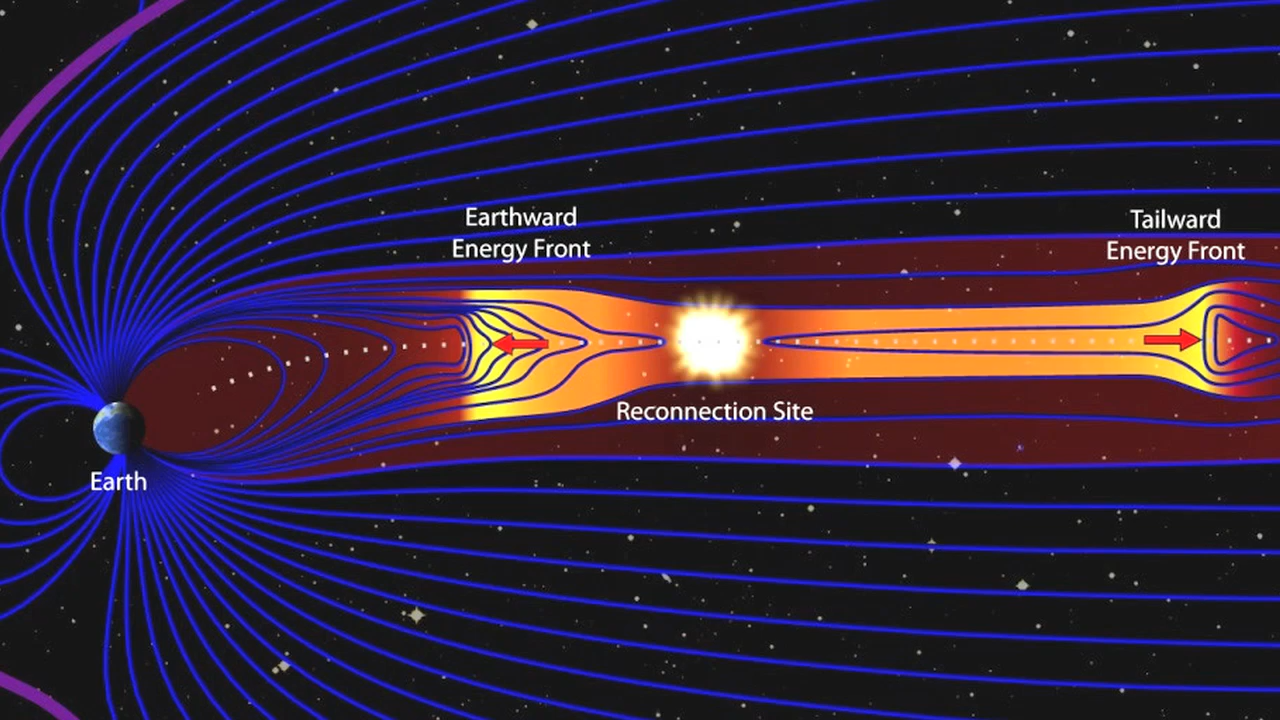 Earthward
Energy Front
Tailward
Energy Front
Reconnection Site
Earth